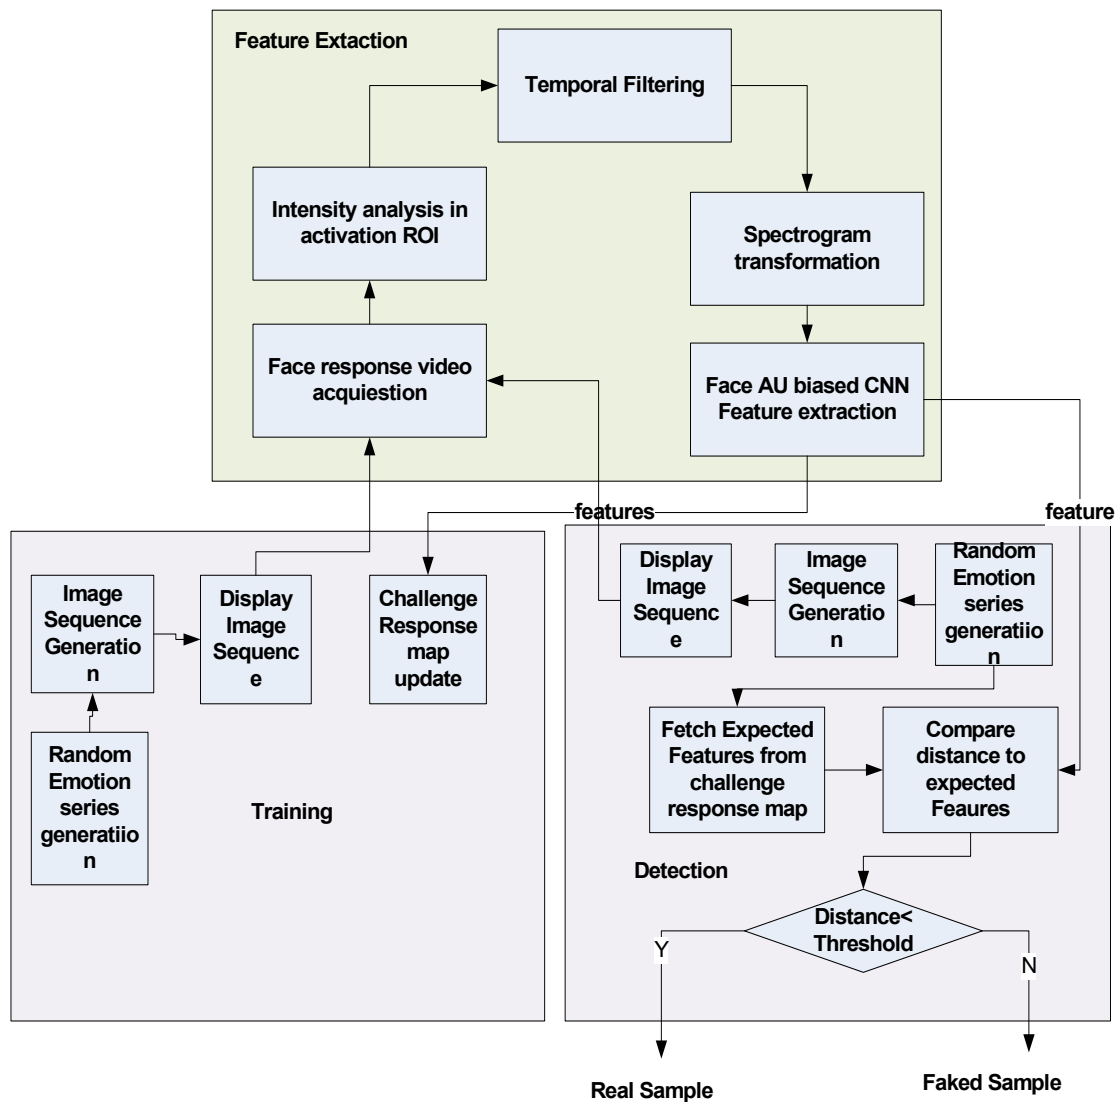 Feature Extaction
Temporal Filtering
Intensity analysis in
activation ROI
Spectrogram
transformation
Face response video
acquiestion
Face AU biased CNN
Feature extraction
features
feature
Image
Sequence
Generatio
n
Display
Image
Sequenc
e
Challenge
Response
map
update
Random
Emotion
series
generatiio
n
Training
Display
Image
Sequenc
e
Image
Sequence
Generatio
n
Random
Emotion
series
generatiio
n
Fetch Expected
Features from
challenge
response map
Compare
distance to
expected
Feaures
Detection
Distance<
Threshold
Y
N
Real Sample
Faked Sample